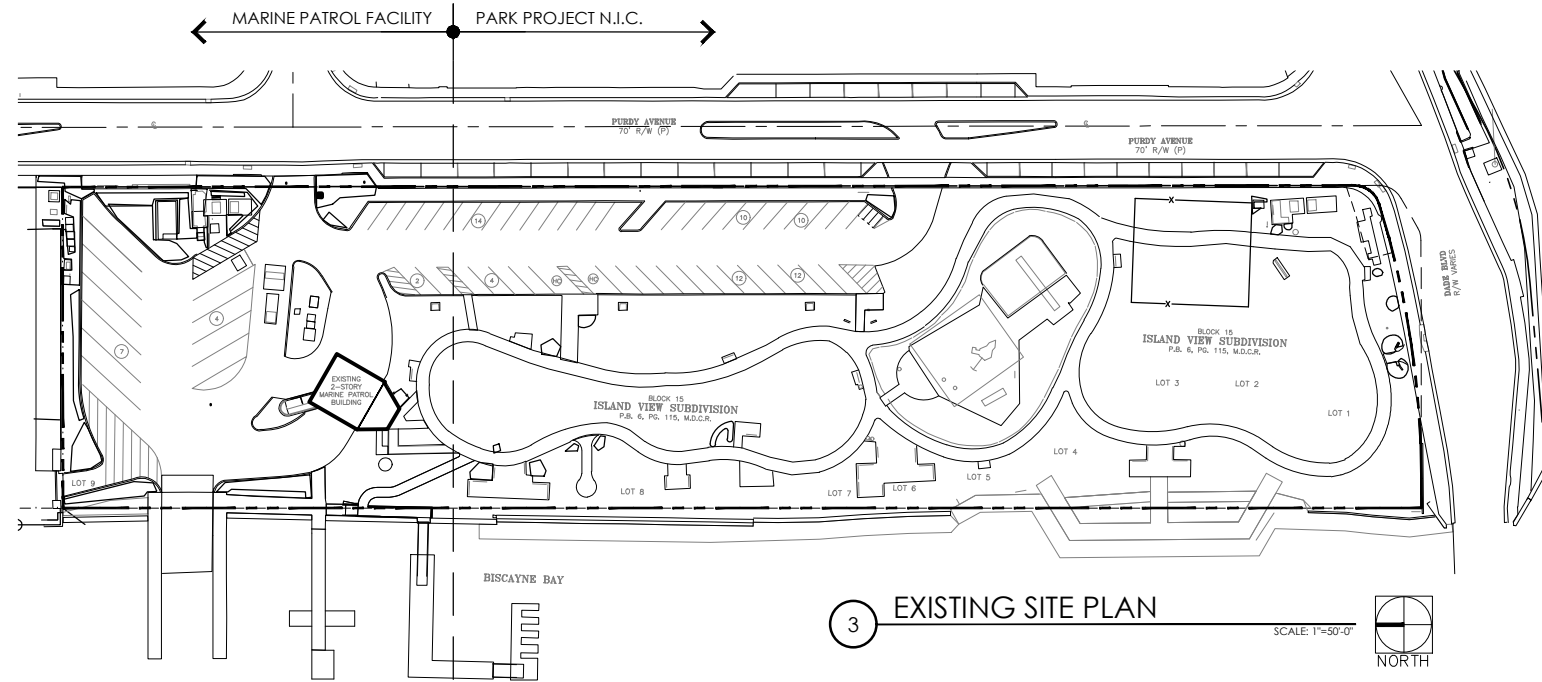 MARINE PATROL FACILITY
PARK PROJECT N.I.C.
PURDY AVENUE
70' R/W (P)
PURDY AVENUE
70' R/W (P)
DADE BLVD
R/W VARIES
14
10
10
2
4
HC
HC
12
12
4
7
X
X
EXISTING
2-STORY
MARINE PATROL
BUILDING
BLOCK 15
ISLAND VIEW SUBDIVISION
P.B. 6, PG. 115, M.D.C.R.
BLOCK 15
ISLAND VIEW SUBDIVISION
P.B. 6, PG. 115, M.D.C.R.
LOT 3
LOT 2
LOT 1
LOT 4
LOT 5
LOT 6
LOT 7
LOT 8
LOT 9
BISCAYNE BAY
3
EXISTING SITE PLAN
SCALE: 1"=50'-0"
NORTH